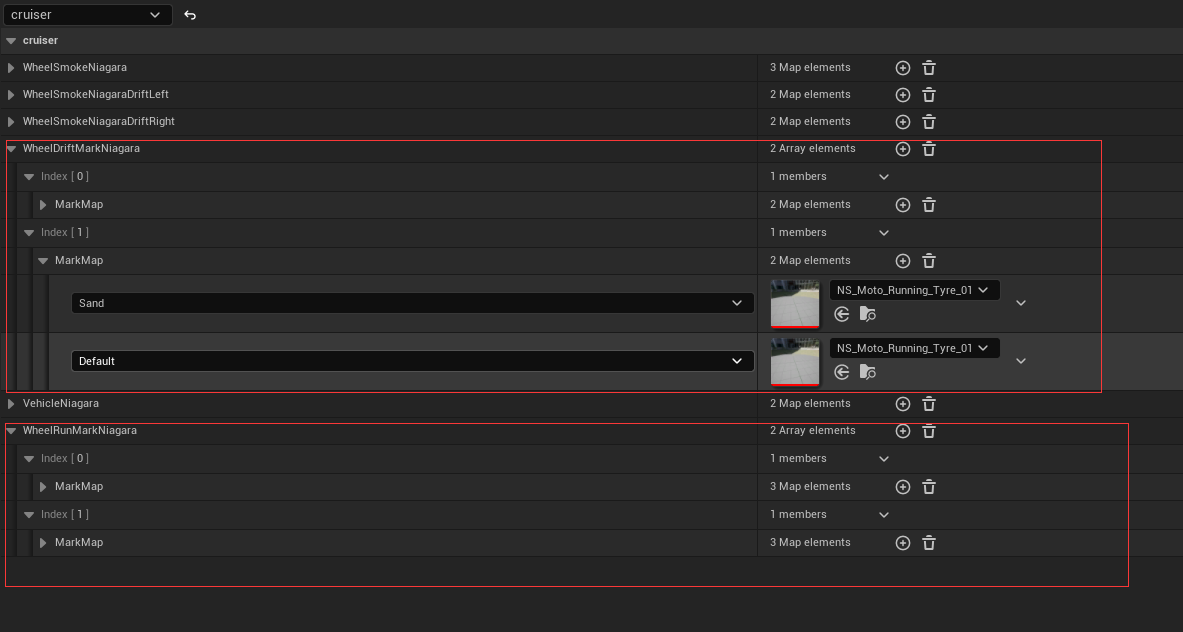 cruiser
cruiser
WheelSmokeNiagara 3 Map elements
WheelSmokeNiagaraDriftLeft 2 Map elements
WheelSmokeNiagaraDriftRight 2 Map elements
WheelDriftMarkNiagara 2 Array elements
Index [ 0 ] 1 members
MarkMap 2 Map elements
Index [ 1 ] 1 members
MarkMap 2 Map elements
Sand NS_Moto_Running_Tyre_01
Default NS_Moto_Running_Tyre_01
VehicleNiagara 2 Map elements
WheelRunMarkNiagara 2 Array elements
Index [ 0 ] 1 members
MarkMap 3 Map elements
Index [ 1 ] 1 members
MarkMap 3 Map elements